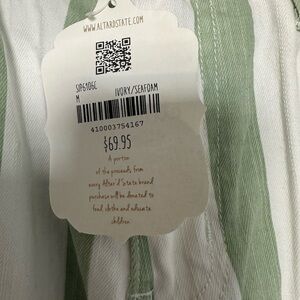 WWW.ALTARDSTATE.COM
SIP6106C
M IVORY/SEAFOAM
410003754167
$69.95
A portion
of the proceeds from
every Altar'd State brand
purchase will be donated to
feed, clothe and educate
children.